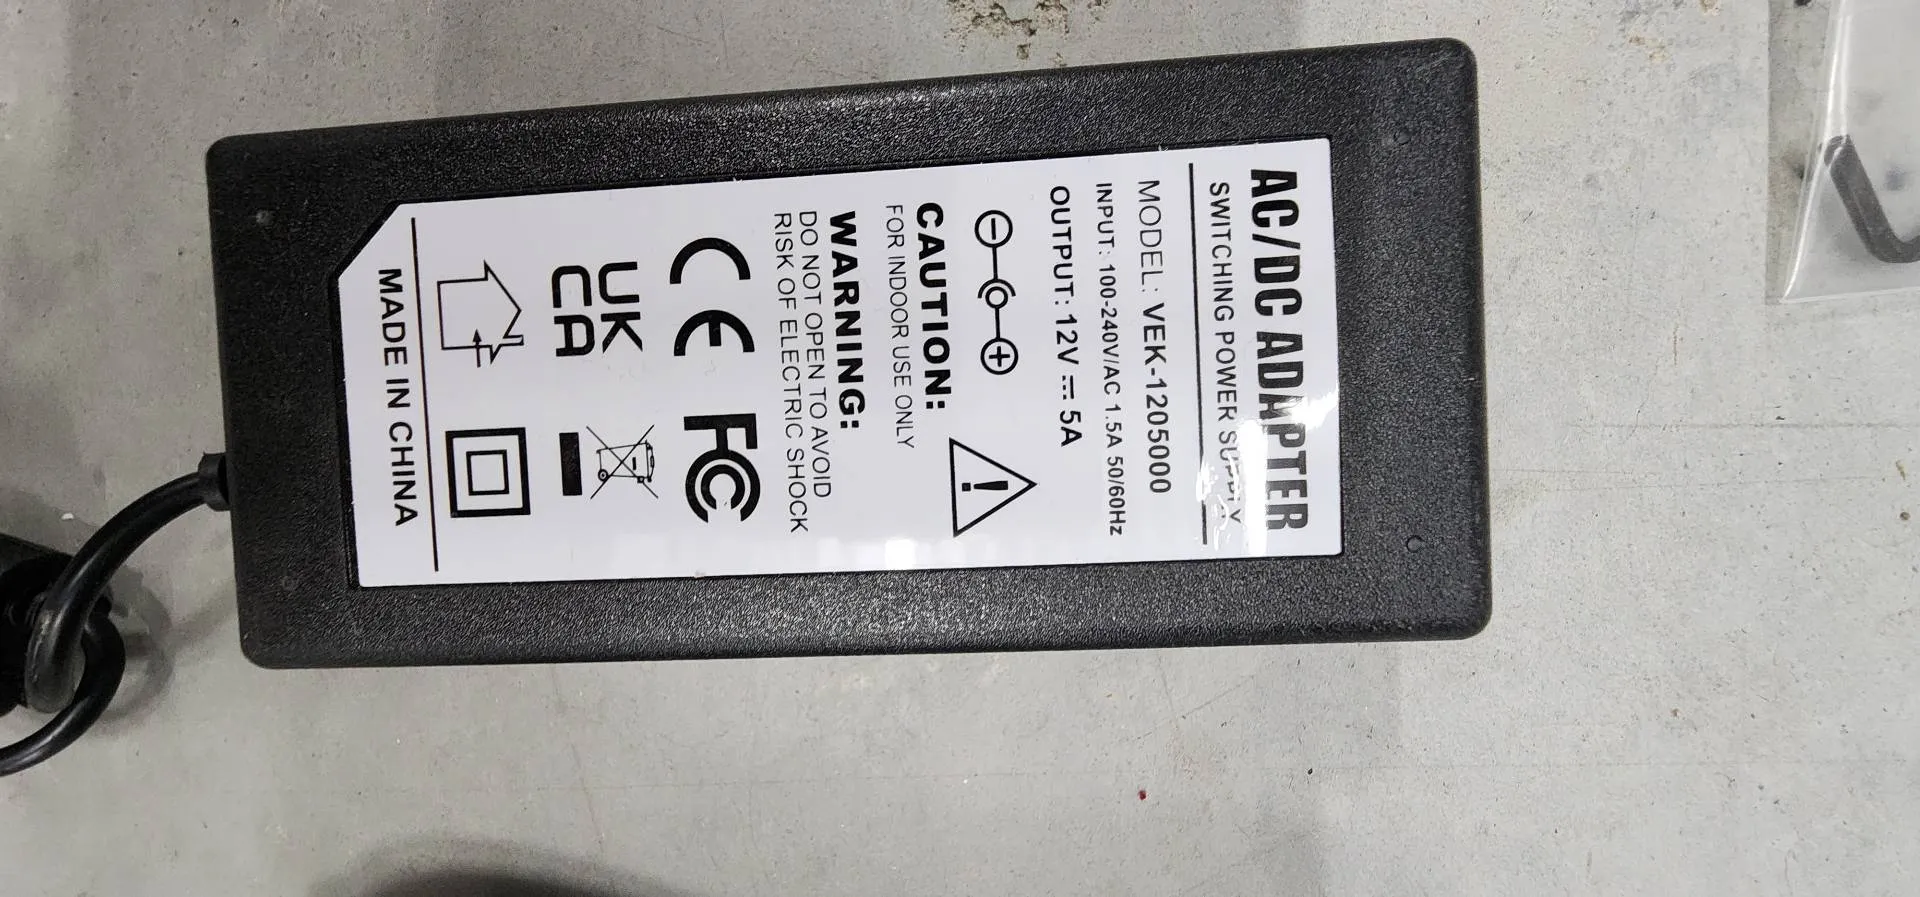 AC/DC ADAPTER
SWITCHING POWER SUPPLY
MODEL: VEK-1205000
INPUT: 100-240V/AC 1.5A 50/60Hz
OUTPUT: 12V ⎓ 5A
CAUTION:
FOR INDOOR USE ONLY
WARNING:
DO NOT OPEN TO AVOID
RISK OF ELECTRIC SHOCK
CE FC
UK
CA
MADE IN CHINA